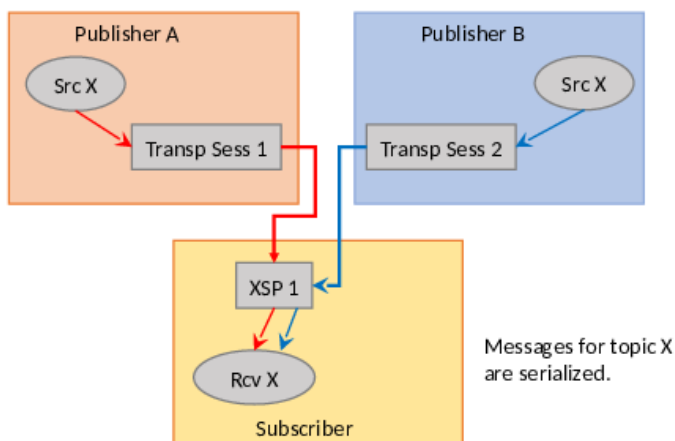 Publisher A
Publisher B
Src X
Src X
Transp Sess 1
Transp Sess 2
XSP 1
Messages for topic X
are serialized.
Rcv X
Subscriber